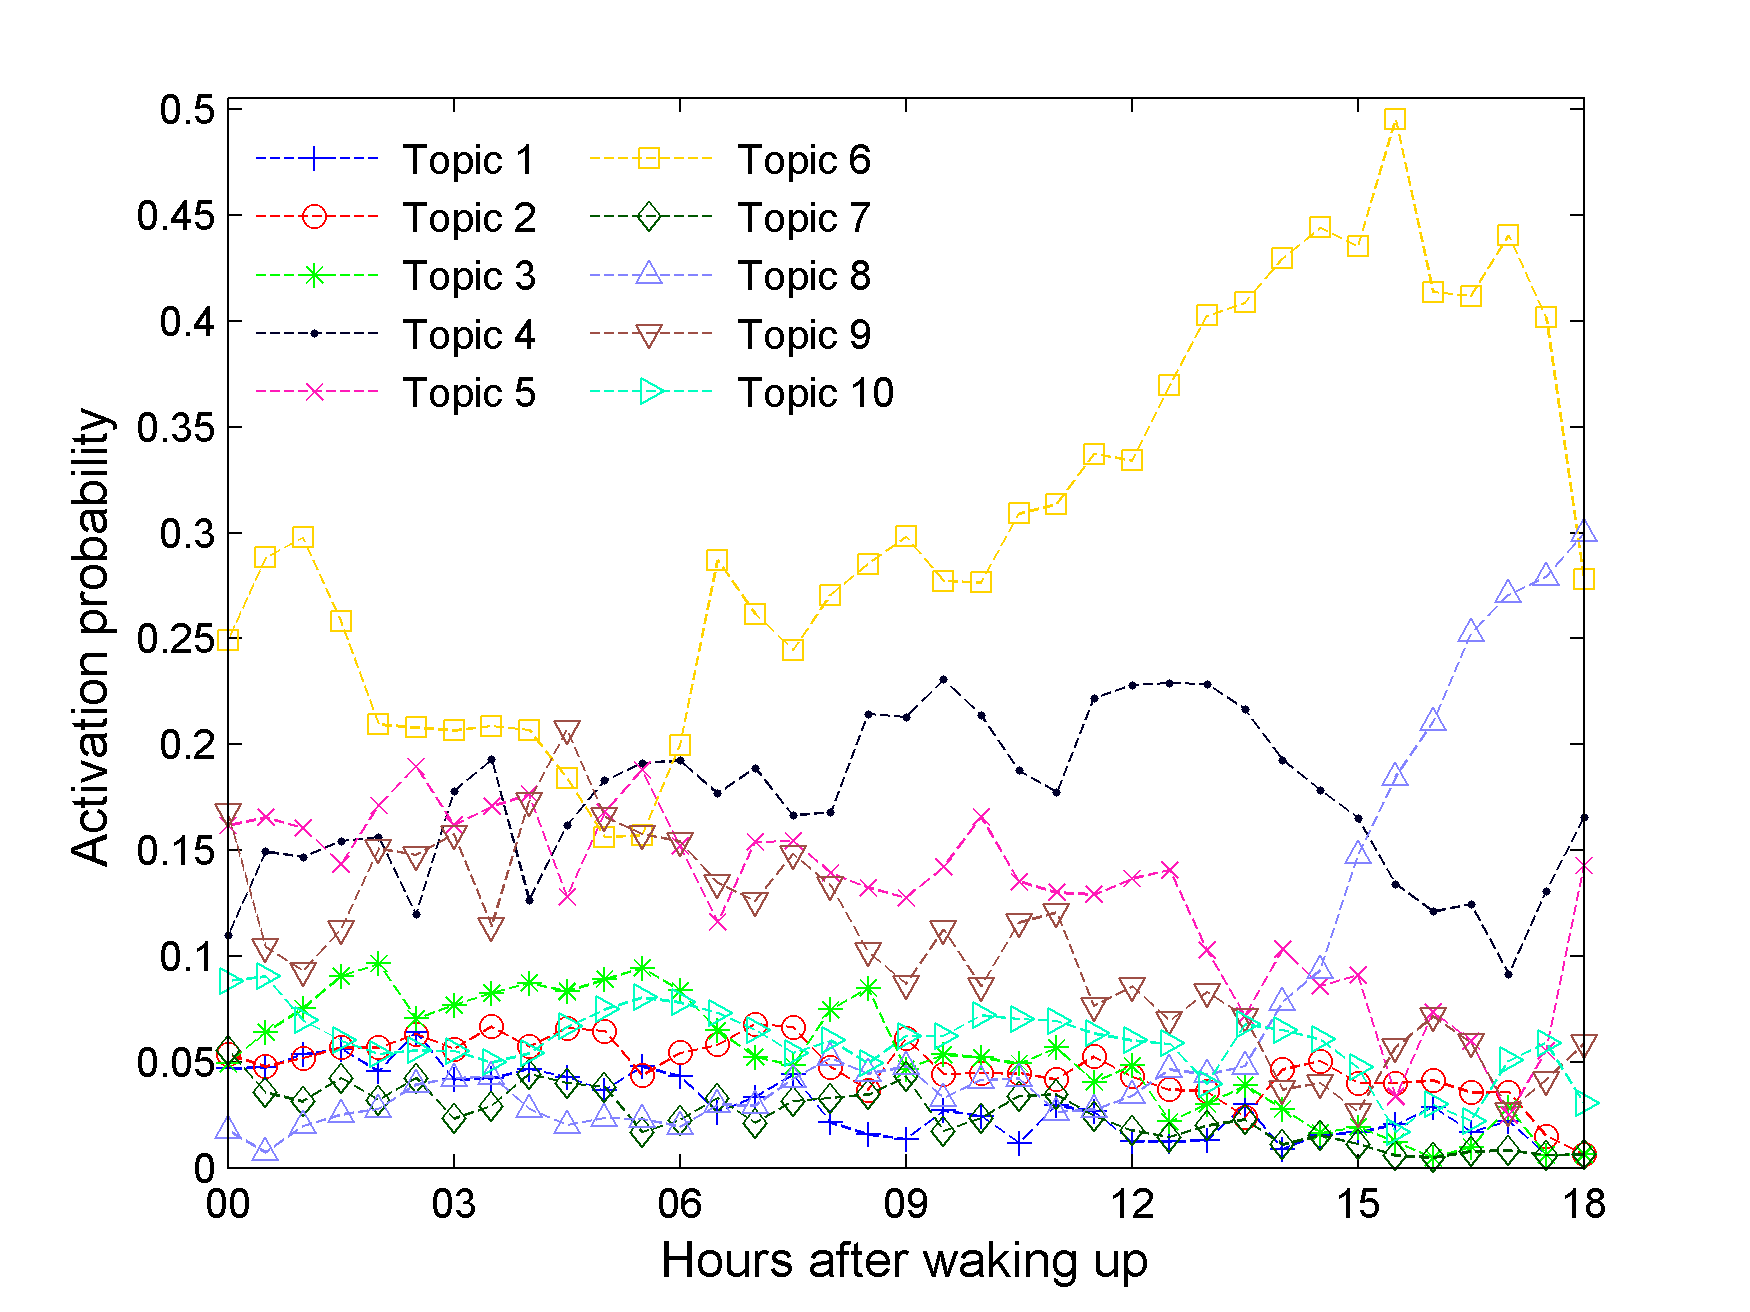 0.5
0.45
0.4
0.35
0.3
0.25
0.2
0.15
0.1
0.05
0
Activation probability
Topic 1
Topic 2
Topic 3
Topic 4
Topic 5
Topic 6
Topic 7
Topic 8
Topic 9
Topic 10
00 03 06 09 12 15 18
Hours after waking up